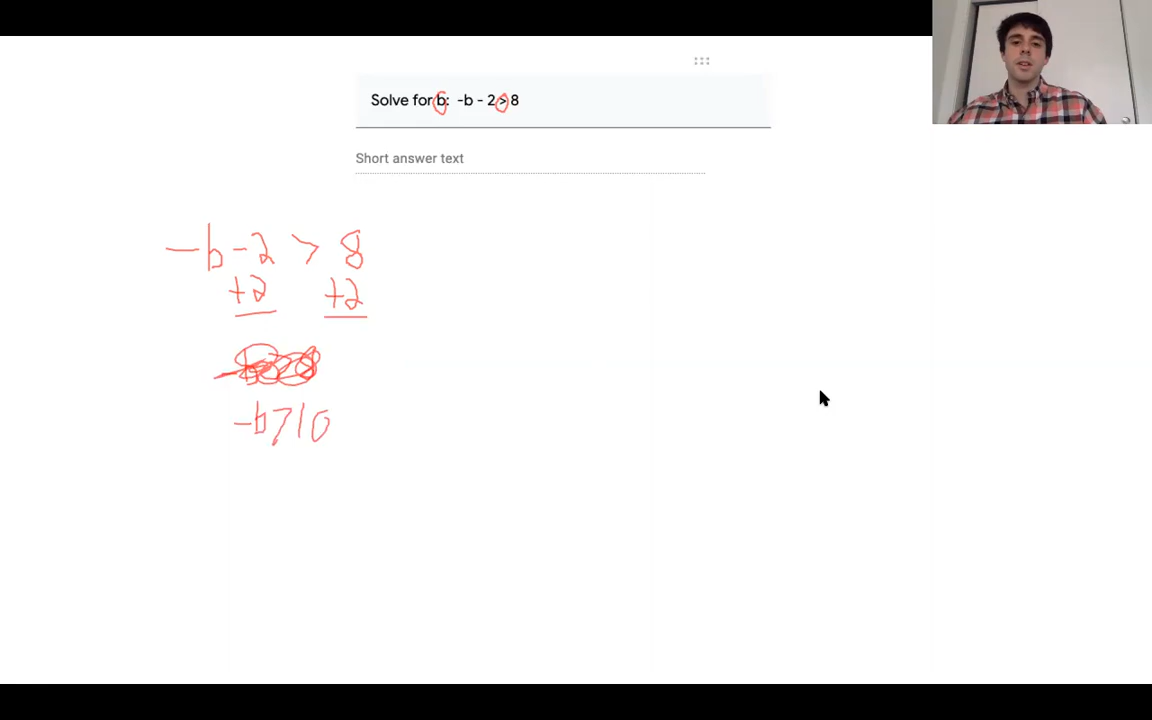 Solve for b: -b - 2 > 8
Short answer text
-b-2 > 8
+2 +2
-b>10